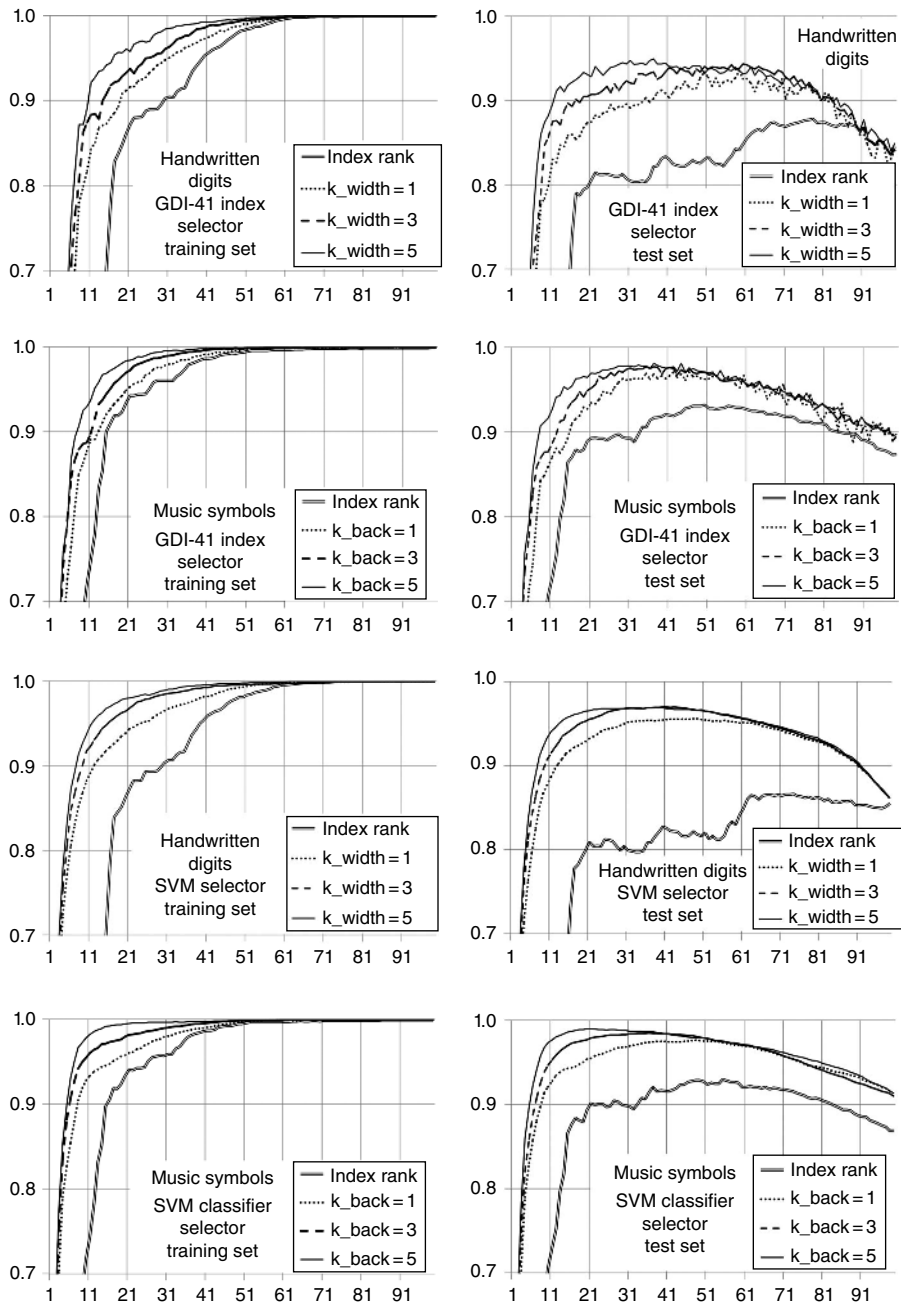 1.0
0.9
0.8
0.7
Handwritten
digits
GDI-41 index
selector
training set
Index rank
k_width=1
k_width=3
k_width=5
1 11 21 31 41 51 61 71 81 91
1.0
0.9
0.8
0.7
Handwritten
digits
GDI-41 index
selector
test set
Index rank
k_width=1
k_width=3
k_width=5
1 11 21 31 41 51 61 71 81 91
1.0
0.9
0.8
0.7
Music symbols
GDI-41 index
selector
training set
Index rank
k_back=1
k_back=3
k_back=5
1 11 21 31 41 51 61 71 81 91
1.0
0.9
0.8
0.7
Music symbols
GDI-41 index
selector
test set
Index rank
k_back=1
k_back=3
k_back=5
1 11 21 31 41 51 61 71 81 91
1.0
0.9
0.8
0.7
Handwritten
digits
SVM selector
training set
Index rank
k_width=1
k_width=3
k_width=5
1 11 21 31 41 51 61 71 81 91
1.0
0.9
0.8
0.7
Handwritten digits
SVM selector
test set
Index rank
k_width=1
k_width=3
k_width=5
1 11 21 31 41 51 61 71 81 91
1.0
0.9
0.8
0.7
Music symbols
SVM classifier
selector
training set
Index rank
k_back=1
k_back=3
k_back=5
1 11 21 31 41 51 61 71 81 91
1.0
0.9
0.8
0.7
Music symbols
SVM classifier
selector
test set
Index rank
k_back=1
k_back=3
k_back=5
1 11 21 31 41 51 61 71 81 91